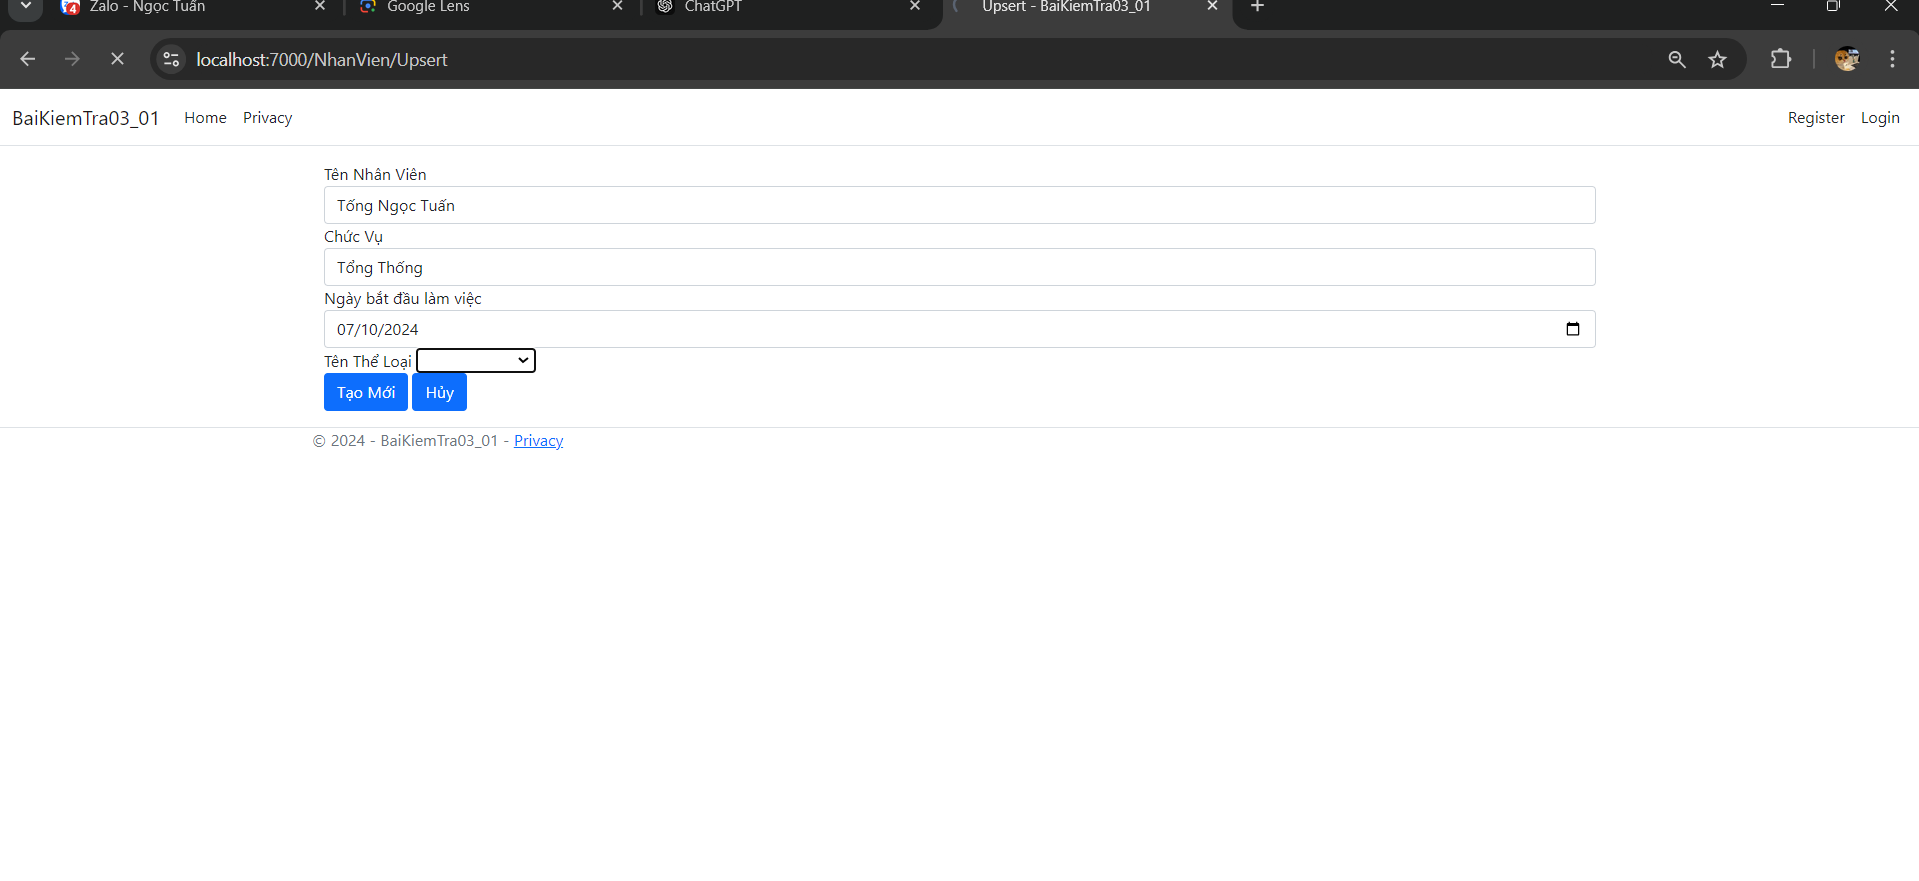 Zalo - Ngọc Tuấn
Google Lens
ChatGPT
Upsert - BaiKiemTra03_01
localhost:7000/NhanVien/Upsert
BaiKiemTra03_01 Home Privacy Register Login
Tên Nhân Viên
Tống Ngọc Tuấn
Chức Vụ
Tổng Thống
Ngày bắt đầu làm việc
07/10/2024
Tên Thể Loại
Tạo Mới Hủy
© 2024 - BaiKiemTra03_01 - Privacy